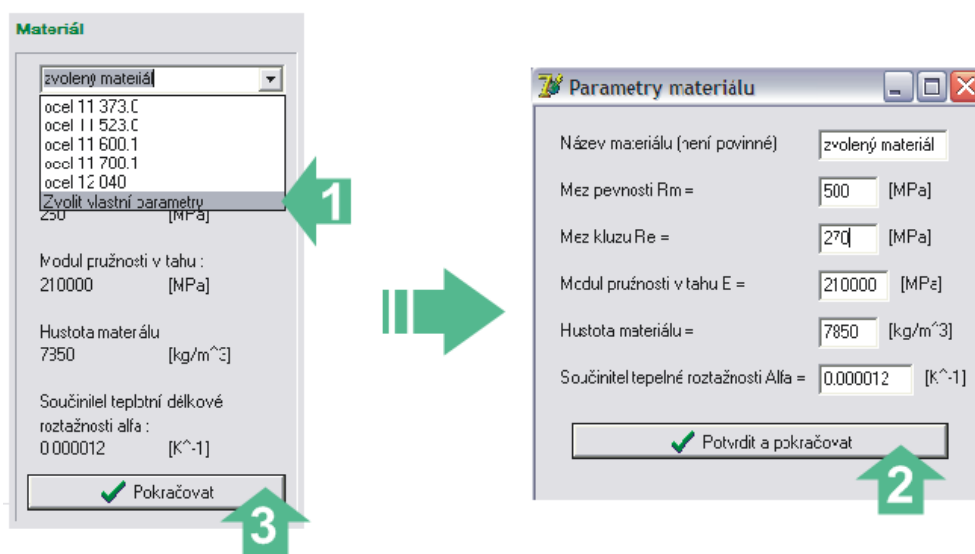 Materiál
zvolený materiál
ocel 11 373.0
ocel 11 523.0
ocel 11 600.1
ocel 11 700.1
ocel 12 040
Zvolit vlastní parametry
250 [MPa]
Modul pružnosti v tahu :
210000 [MPa]
Hustota materiálu
7850 [kg/m^3]
Součinitel teplotní délkové
roztažnosti alfa :
0.000012 [K^-1]
Pokračovat
1
3
Parametry materiálu
Název materiálu (není povinné) zvolený materiál
Mez pevnosti Rm = 500 [MPa]
Mez kluzu Re = 270 [MPa]
Modul pružnosti v tahu E = 210000 [MPa]
Hustota materiálu = 7850 [kg/m^3]
Součinitel tepelné roztažnosti Alfa = 0.000012 [K^-1]
Potvrdit a pokračovat
2